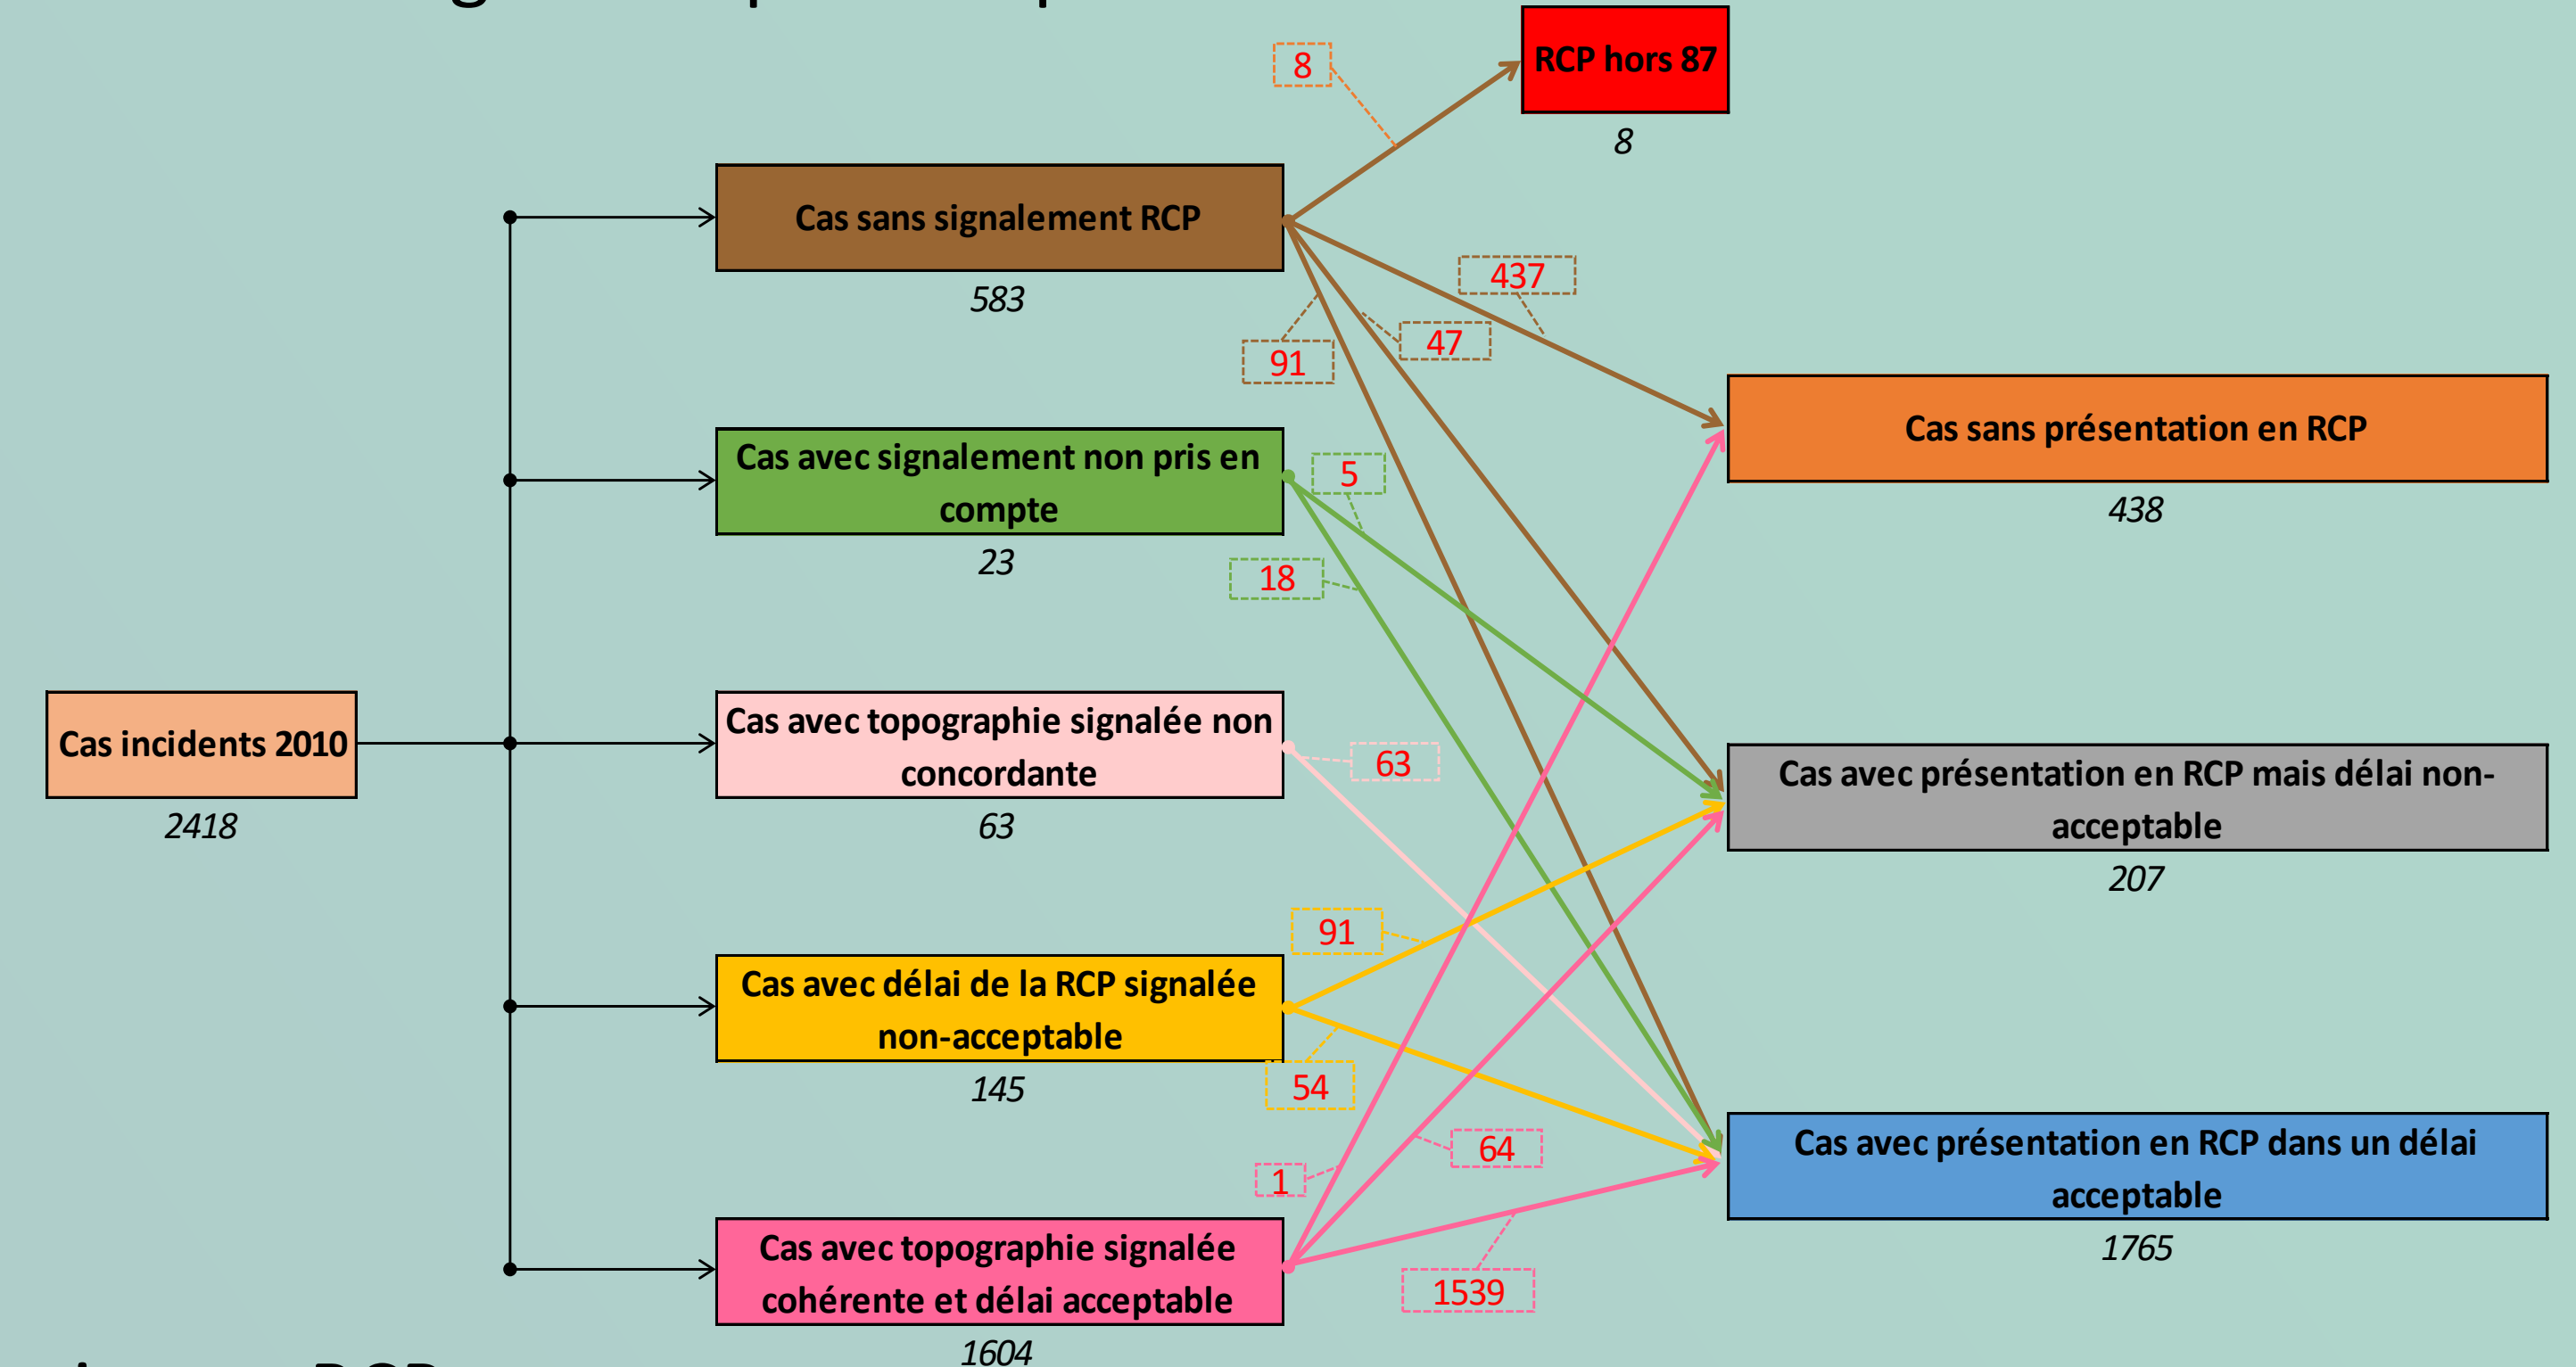 RCP hors 87
8
8
Cas sans signalement RCP
583
437
47
91
Cas sans présentation en RCP
438
Cas avec signalement non pris en
compte
23
5
18
Cas incidents 2010
2418
Cas avec topographie signalée non
concordante
63
63
Cas avec présentation en RCP mais délai non-
acceptable
207
Cas avec délai de la RCP signalée
non-acceptable
145
91
54
Cas avec présentation en RCP dans un délai
acceptable
1765
Cas avec topographie signalée
cohérente et délai acceptable
1604
1
64
1539